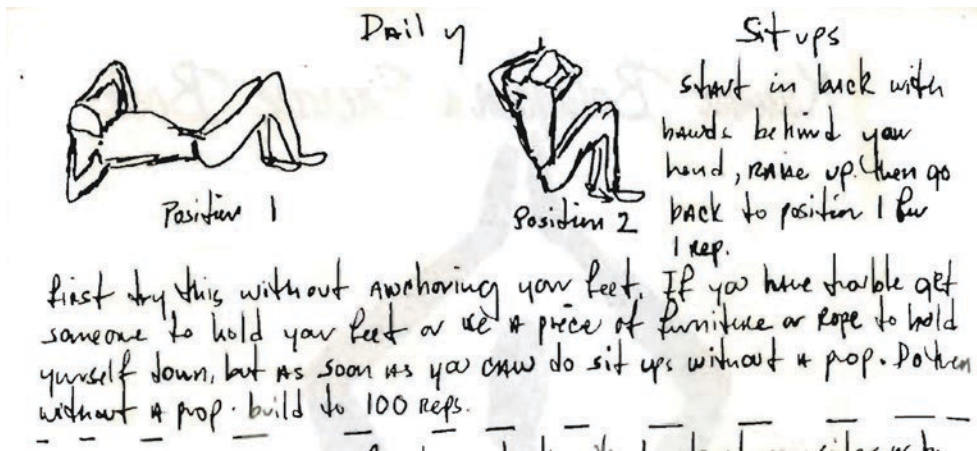 Daily
Sit ups
start in back with
hands behind your
head, raise up. then go
back to position 1 for
1 rep.
Position 1
Position 2
first try this without anchoring your feet. If you have trouble get
someone to hold your feet or use a piece of furniture or rope to hold
yourself down, but as soon as you can do sit ups without a prop. Do them
without a prop. build to 100 reps.